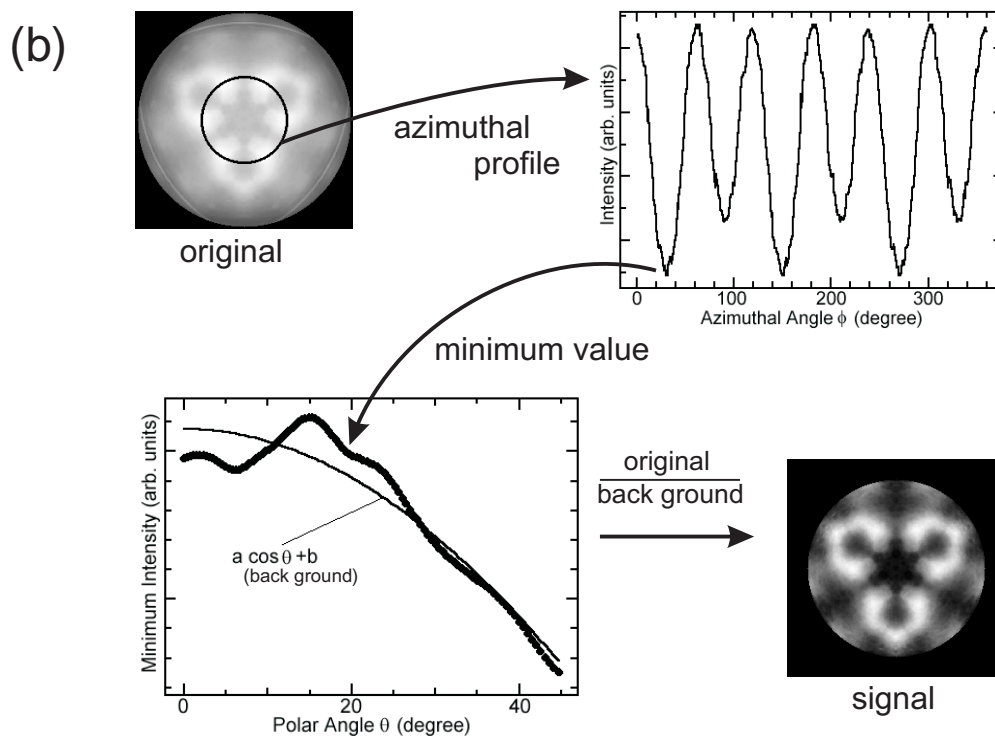 (b)
original
azimuthal
profile
Intensity (arb. units)
0 100 200 300
Azimuthal Angle ϕ (degree)
minimum value
Minimum Intensity (arb. units)
a cos θ +b
(back ground)
0 20 40
Polar Angle θ (degree)
original
back ground
signal